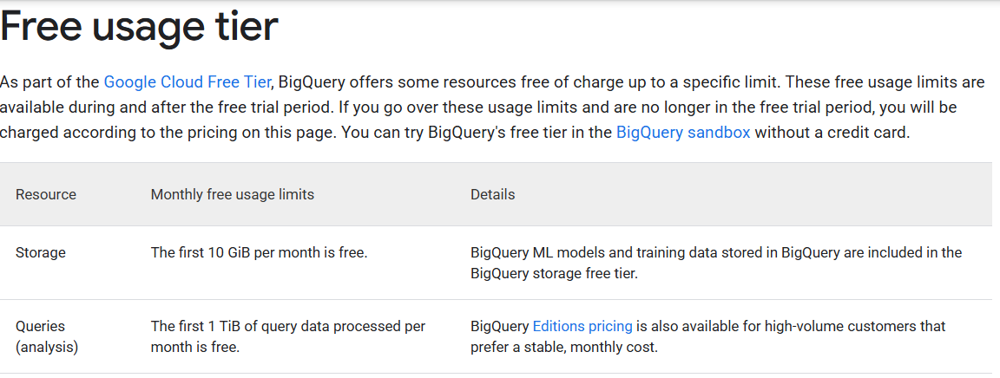 Free usage tier
As part of the Google Cloud Free Tier, BigQuery offers some resources free of charge up to a specific limit. These free usage limits are
available during and after the free trial period. If you go over these usage limits and are no longer in the free trial period, you will be
charged according to the pricing on this page. You can try BigQuery's free tier in the BigQuery sandbox without a credit card.
Resource Monthly free usage limits Details
Storage The first 10 GiB per month is free. BigQuery ML models and training data stored in BigQuery are included in the
BigQuery storage free tier.
Queries The first 1 TiB of query data processed per BigQuery Editions pricing is also available for high-volume customers that
(analysis) month is free. prefer a stable, monthly cost.